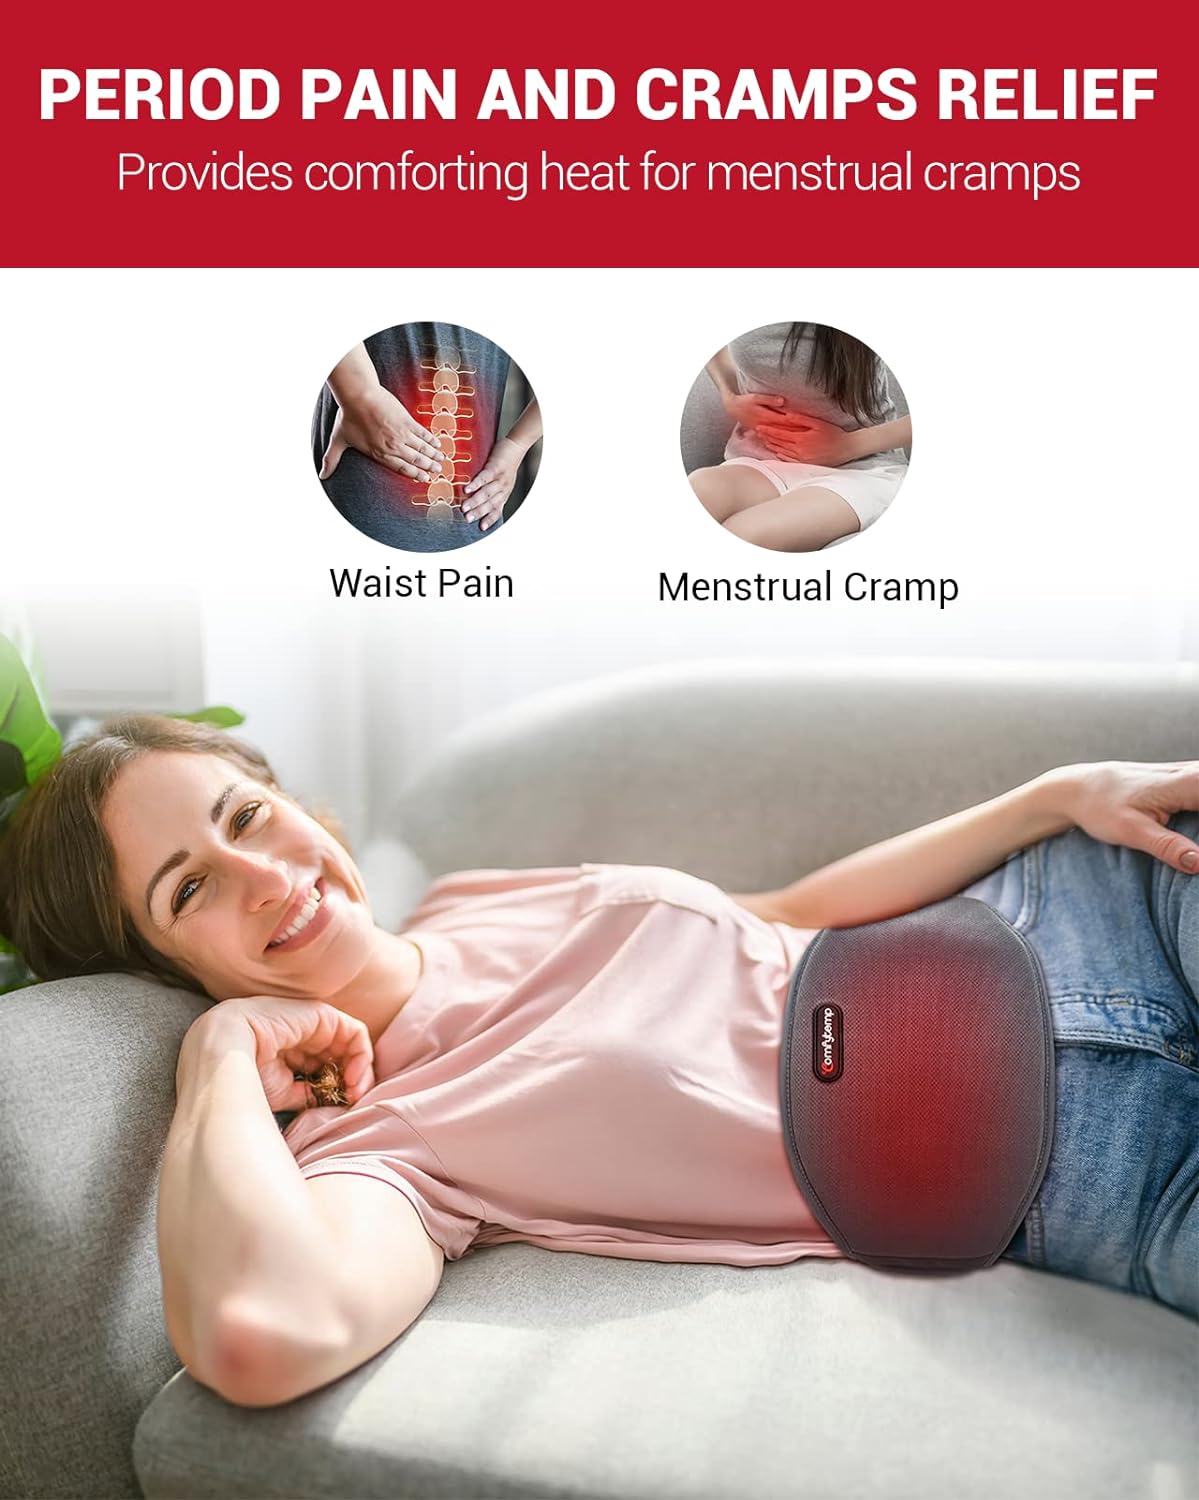 PERIOD PAIN AND CRAMPS RELIEF
Provides comforting heat for menstrual cramps
Waist Pain
Menstrual Cramp
Comfytemp